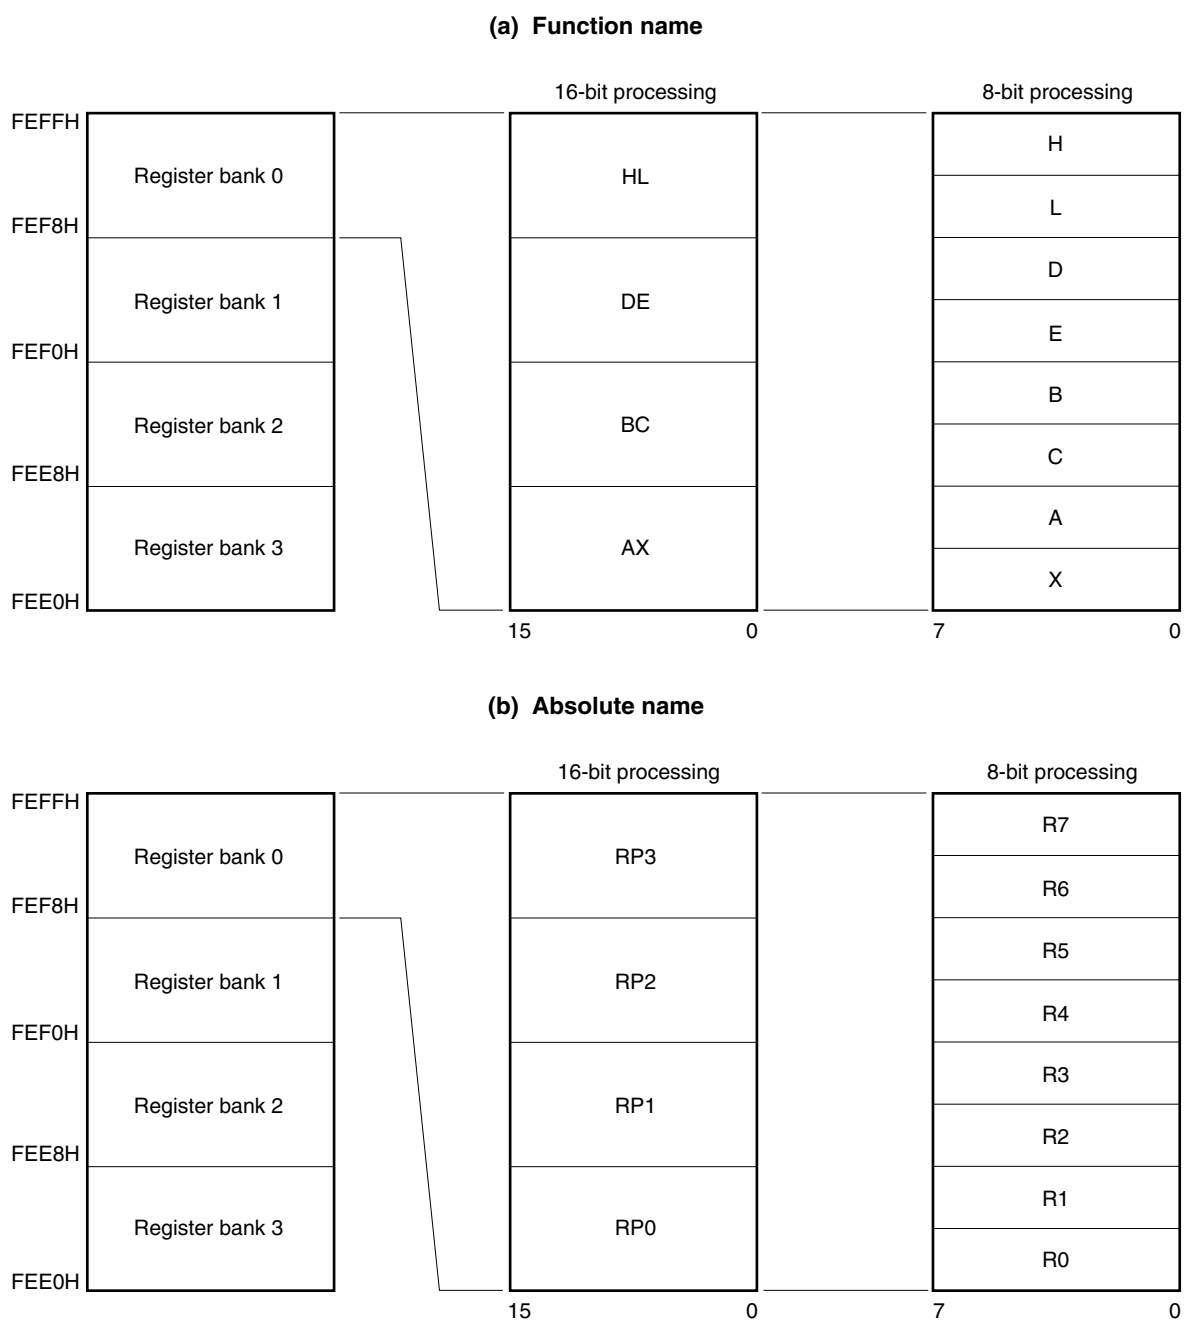 (a) Function name
16-bit processing 8-bit processing
FEFFH
H
Register bank 0 HL
L
FEF8H
D
Register bank 1 DE
E
FEF0H
B
Register bank 2 BC
C
FEE8H
A
Register bank 3 AX
X
FEE0H
15 0 7 0
(b) Absolute name
16-bit processing 8-bit processing
FEFFH
R7
Register bank 0 RP3
R6
FEF8H
R5
Register bank 1 RP2
R4
FEF0H
R3
Register bank 2 RP1
R2
FEE8H
R1
Register bank 3 RP0
R0
FEE0H
15 0 7 0